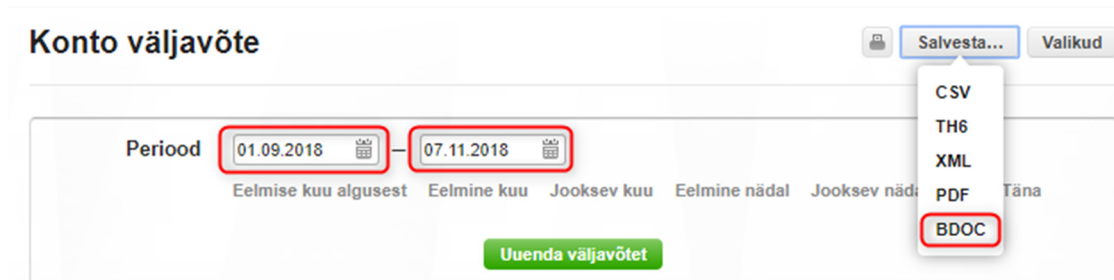 Konto väljavõte
Salvesta...
Valikud
CSV
TH6
XML
PDF
BDOC
Periood 01.09.2018 – 07.11.2018
Eelmise kuu algusest Eelmine kuu Jooksev kuu Eelmine nädal Jooksev Täna
Uuenda väljavõtet